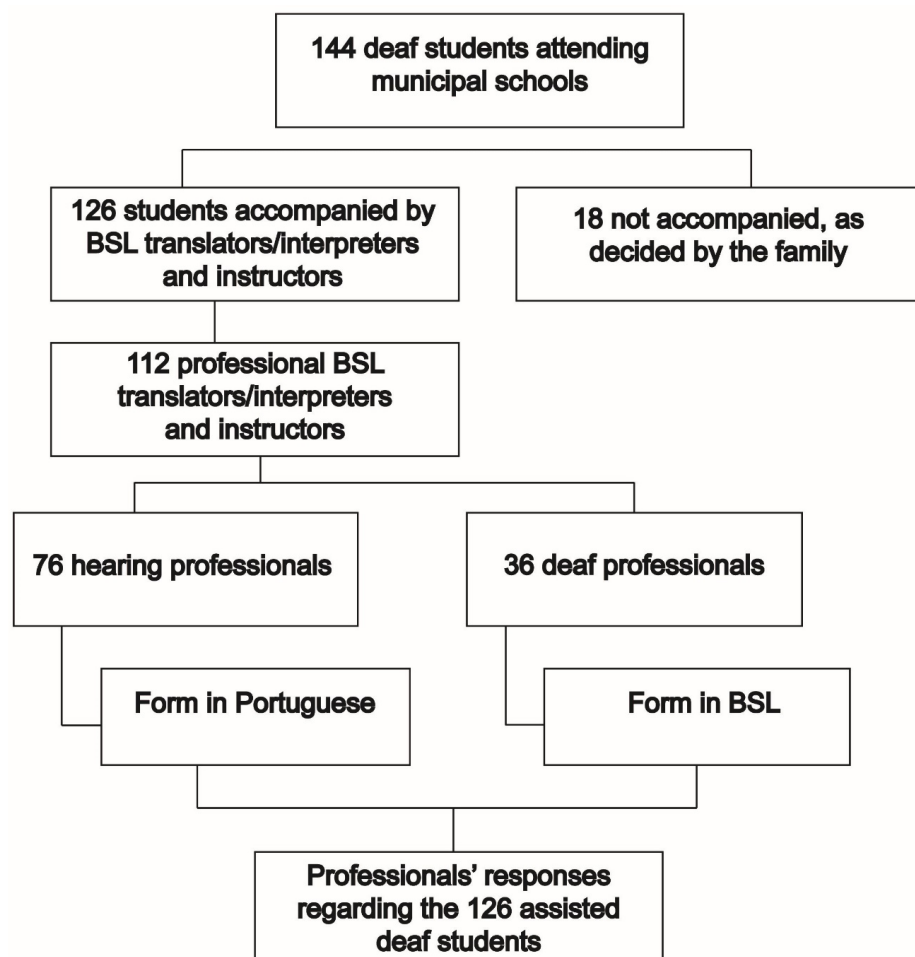 144 deaf students attending
municipal schools
126 students accompanied by
BSL translators/interpreters
and instructors
18 not accompanied, as
decided by the family
112 professional BSL
translators/interpreters
and instructors
76 hearing professionals
36 deaf professionals
Form in Portuguese
Form in BSL
Professionals’ responses
regarding the 126 assisted
deaf students